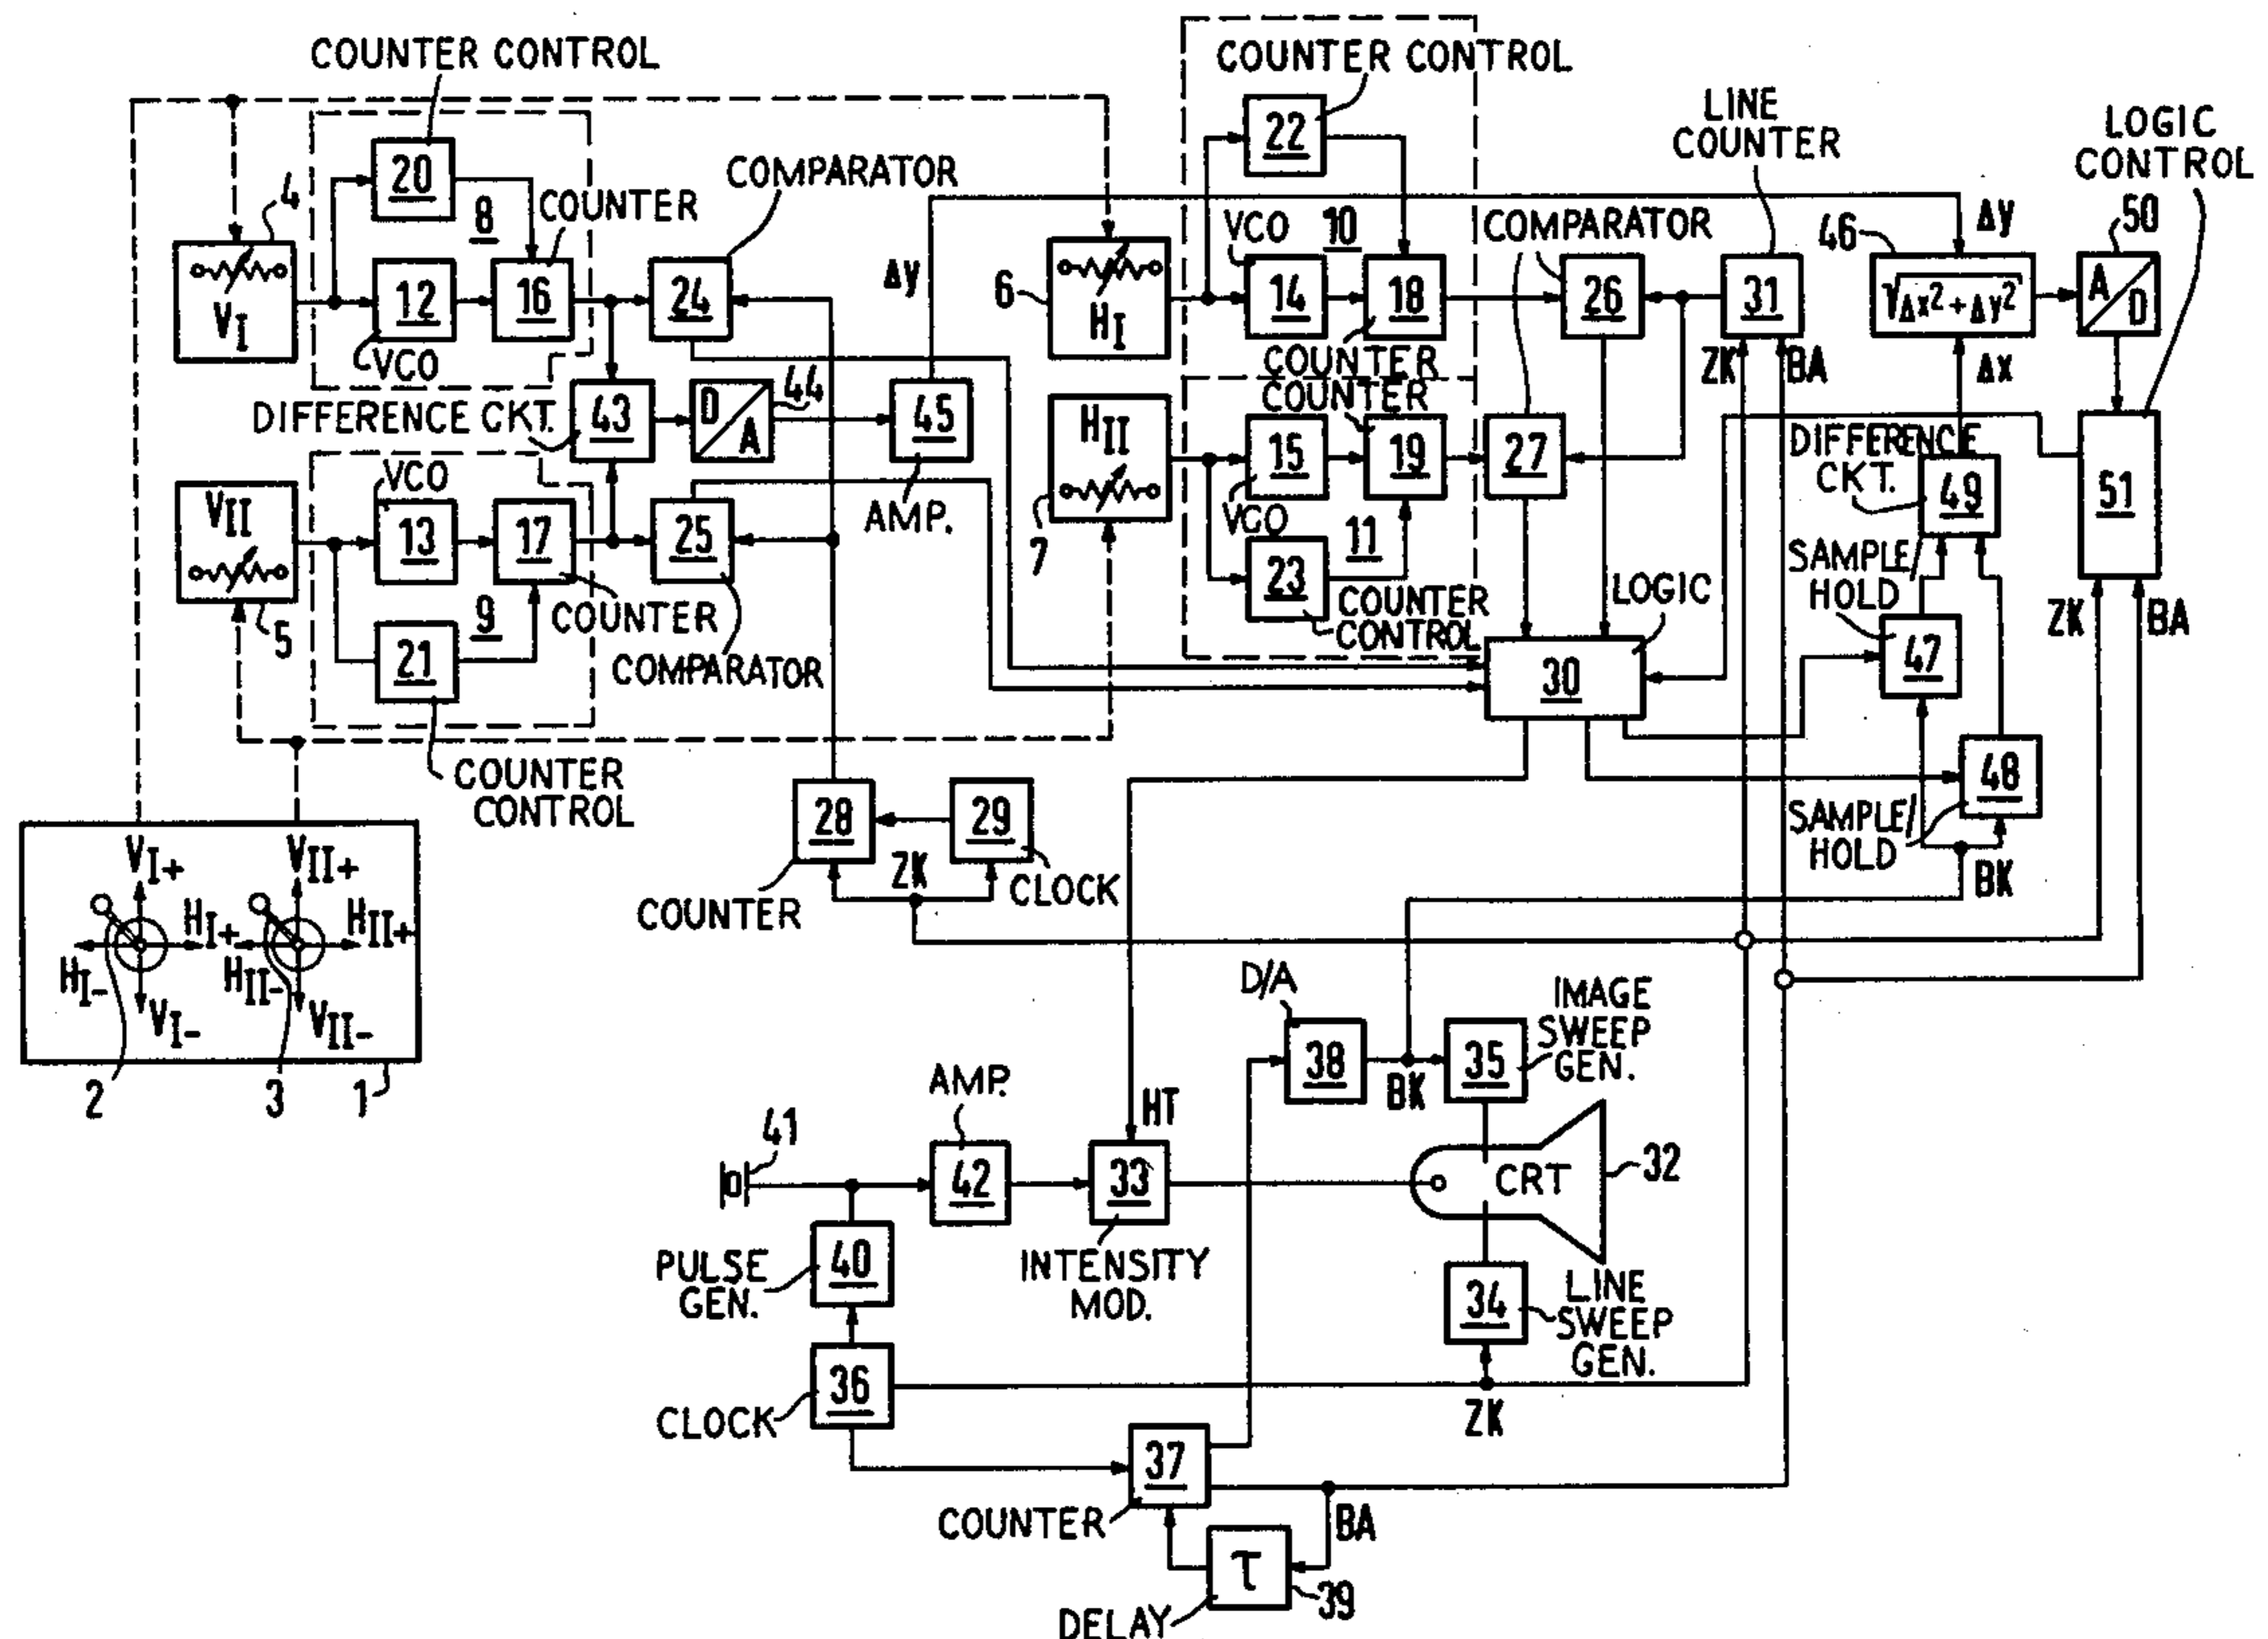 COUNTER CONTROL
20
8
COUNTER
4
V_I
12
VCO
16
COMPARATOR
24
Δy
DIFFERENCE CKT.
43
D/A
44
45
AMP.
V_II
5
VCO
13
17
9
COUNTER
21
25
COMPARATOR
COUNTER
CONTROL
COUNTER CONTROL
22
6
H_I
VCO
10
14
18
COUNTER
COUNTER
COMPARATOR
26
LINE
COUNTER
31
ZK
BA
H_II
7
15
VGO
19
27
11
23
COUNTER
CONTROL
LOGIC
30
46
Δy
√Δx²+Δy²
Δx
50
A/D
LOGIC
CONTROL
51
ZK
BA
DIFFERENCE
CKT.
49
SAMPLE/
HOLD
47
48
SAMPLE/
HOLD
BK
28
29
ZK
CLOCK
COUNTER
V_I+
V_II+
H_I+
H_II+
H_I-
H_II-
V_I-
V_II-
2
3
1
D/A
38
BK
IMAGE
SWEEP
GEN.
35
HT
AMP.
41
42
33
CRT
32
PULSE
GEN.
40
INTENSITY
MOD.
34
LINE
SWEEP
GEN.
36
CLOCK
ZK
37
COUNTER
BA
τ
39
DELAY